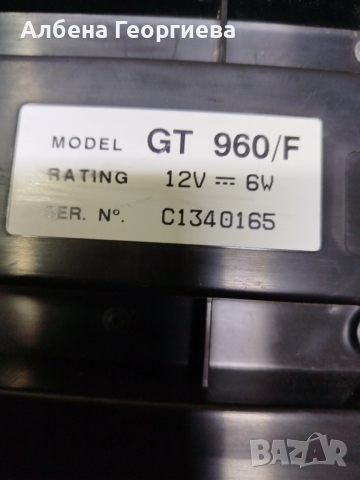 Албена Георгиева
MODEL GT 960/F
RATING 12V ⎓ 6W
SER. Nº. C1340165
BAZAR